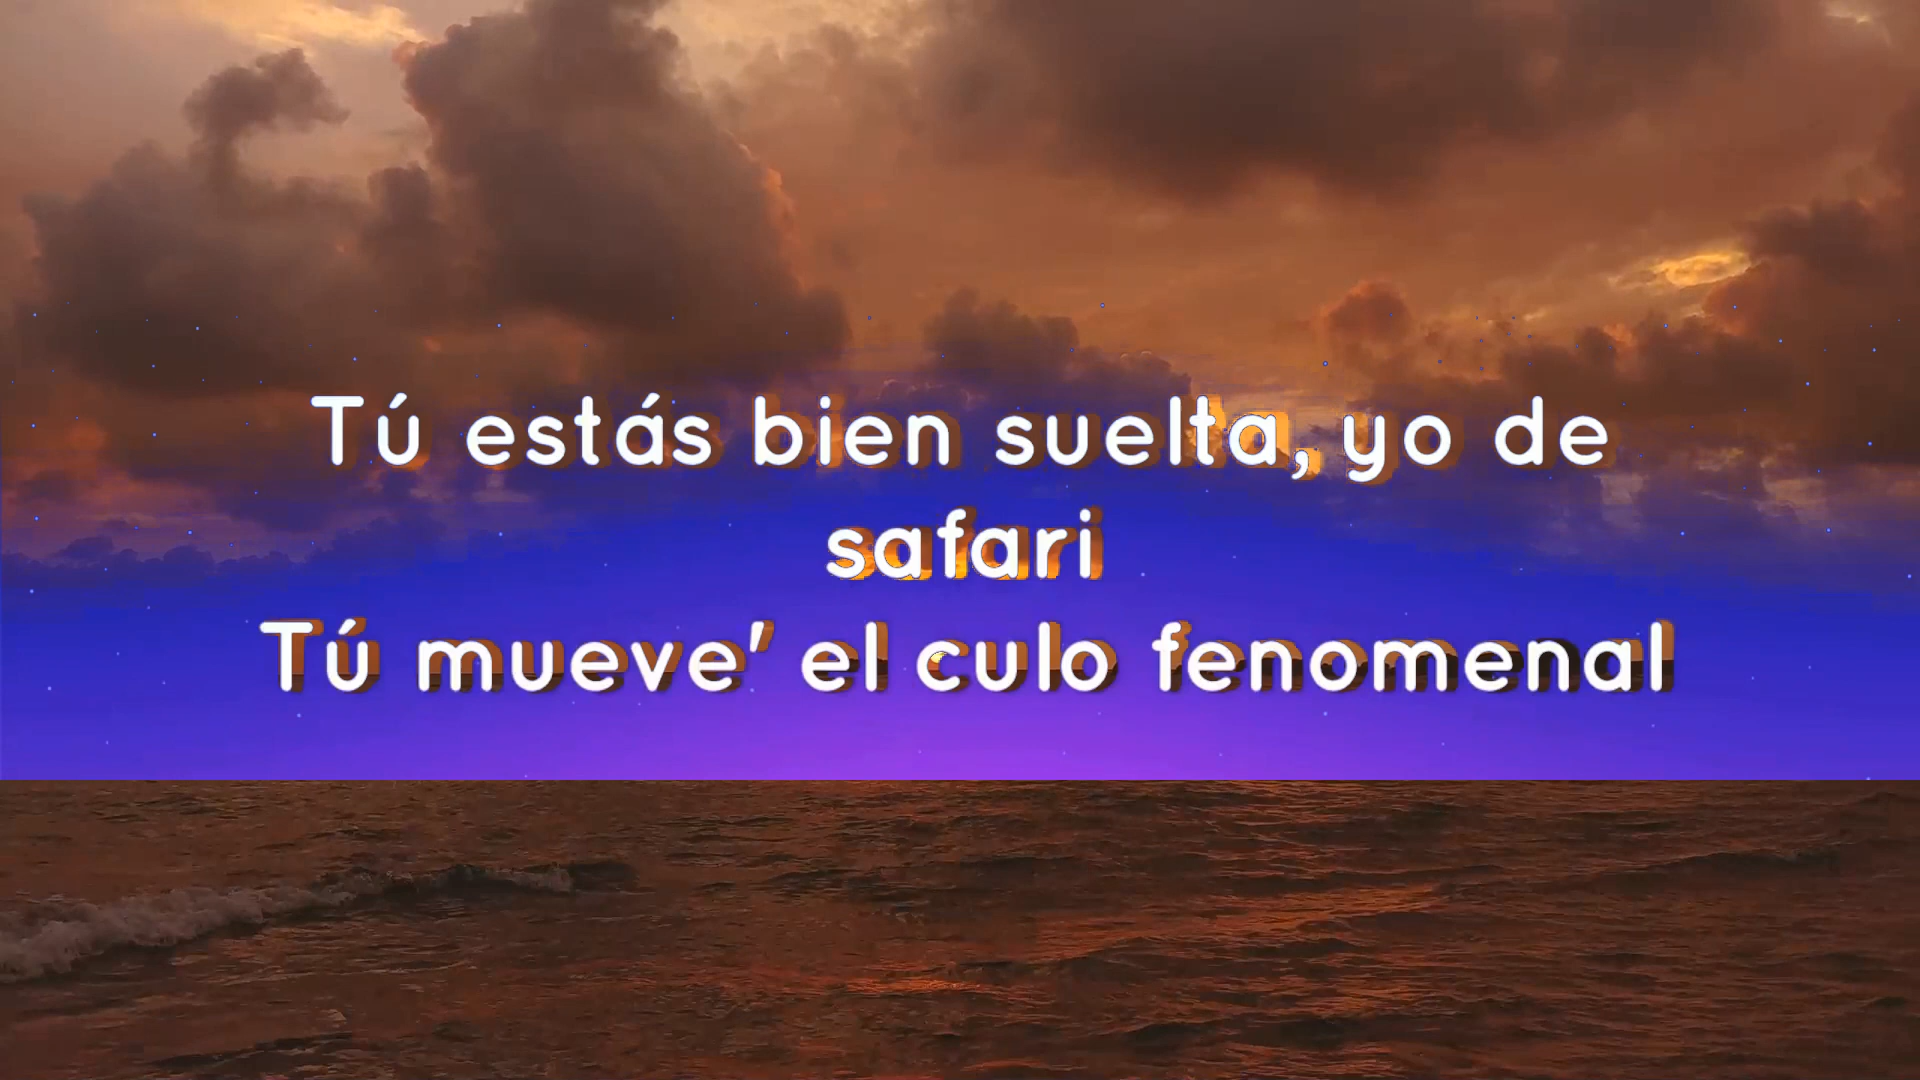 Tú estás bien suelta, yo de
safari
Tú mueve' el culo fenomenal